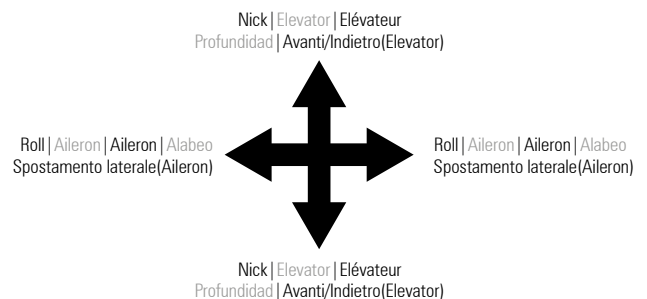 Nick | Elevator | Elévateur
Profundidad | Avanti/Indietro(Elevator)
Roll | Aileron | Aileron | Alabeo
Spostamento laterale(Aileron)
Roll | Aileron | Aileron | Alabeo
Spostamento laterale(Aileron)
Nick | Elevator | Elévateur
Profundidad | Avanti/Indietro(Elevator)